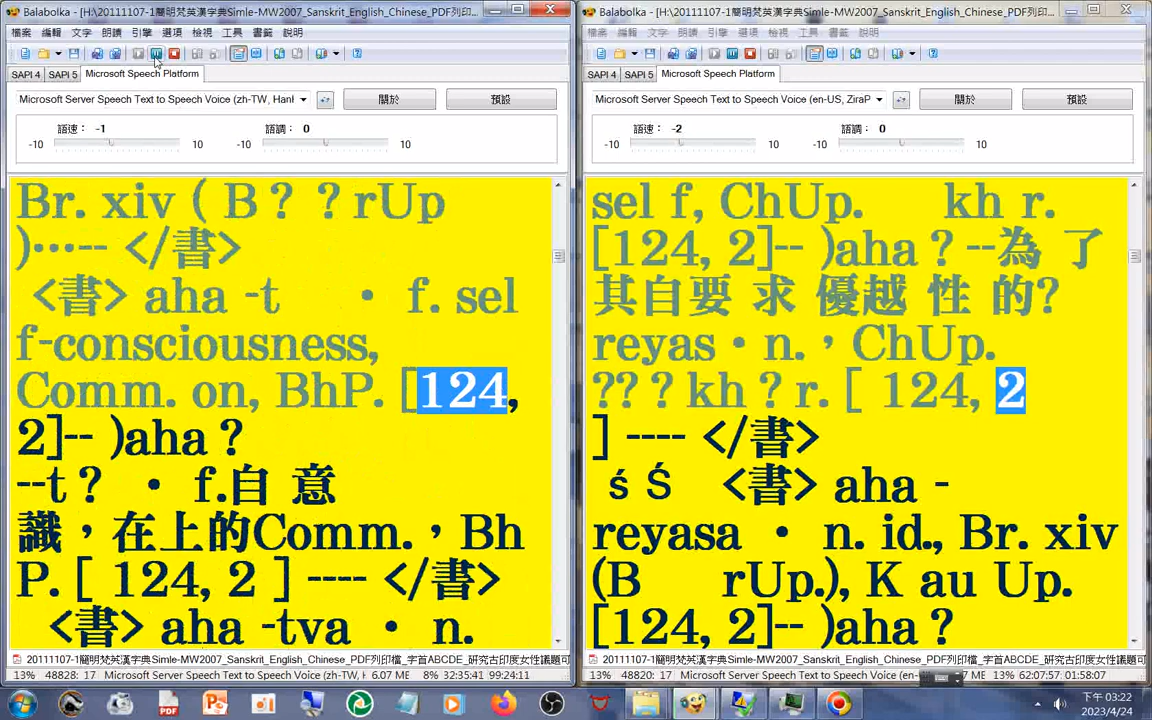 Balabolka - [H:\20111107-1簡明梵英漢字典Simle-MW2007_Sanskrit_English_Chinese_PDF列印...
檔案 編輯 文字 朗讀 引擎 選項 檢視 工具 書籤 說明
SAPI 4 SAPI 5 Microsoft Speech Platform
Microsoft Server Speech Text to Speech Voice (zh-TW, Hanl
關於
預設
語速： -1
語調： 0
-10 10 -10 10
Br. xiv ( B？ ？rUp
)…-- </書>
<書> aha -t • f. sel
f-consciousness,
Comm. on, BhP. [124,
2]-- )aha？
--t？ • f.自 意
識，在上的Comm.，Bh
P. [ 124, 2 ] ---- </書>
<書> aha -tva • n.
20111107-1簡明梵英漢字典Simle-MW2007_Sanskrit_English_Chinese_PDF列印檔_字首ABCDE_研究古印度女性議題可
13% 48828: 17 Microsoft Server Speech Text to Speech Voice (zh-TW, H 6.07 ME 8% 32:35:41 99:24:11
Balabolka - [H:\20111107-1簡明梵英漢字典Simle-MW2007_Sanskrit_English_Chinese_PDF列印...
檔案 編輯 文字 朗讀 引擎 選項 檢視 工具 書籤 說明
SAPI 4 SAPI 5 Microsoft Speech Platform
Microsoft Server Speech Text to Speech Voice (en-US, ZiraP
關於
預設
語速： -2
語調： 0
-10 10 -10 10
sel f, ChUp. kh r.
[124, 2]-- )aha？--為 了
其自要 求 優越 性 的?
reyas • n.，ChUp.
??？kh？r. [ 124, 2
] ---- </書>
ś Ś <書> aha -
reyasa • n. id., Br. xiv
(B rUp.), K au Up.
[124, 2]-- )aha？
20111107-1簡明梵英漢字典Simle-MW2007_Sanskrit_English_Chinese_PDF列印檔_字首ABCDE_研究古印度女性議題可
13% 48820: 17 Microsoft Server Speech Text to Speech Voice (en-US, 7 ME 13% 62:07:57 01:58:07
下午 03:22
2023/4/24